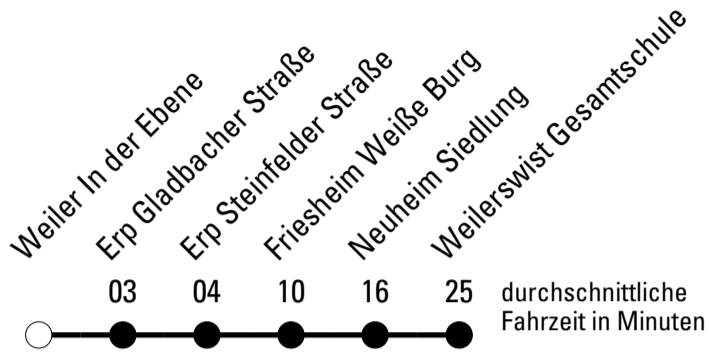 Weiler In der Ebene
Erp Gladbacher Straße
Erp Steinfelder Straße
Friesheim Weiße Burg
Neuheim Siedlung
Weilerswist Gesamtschule
03 04 10 16 25 durchschnittliche
Fahrzeit in Minuten